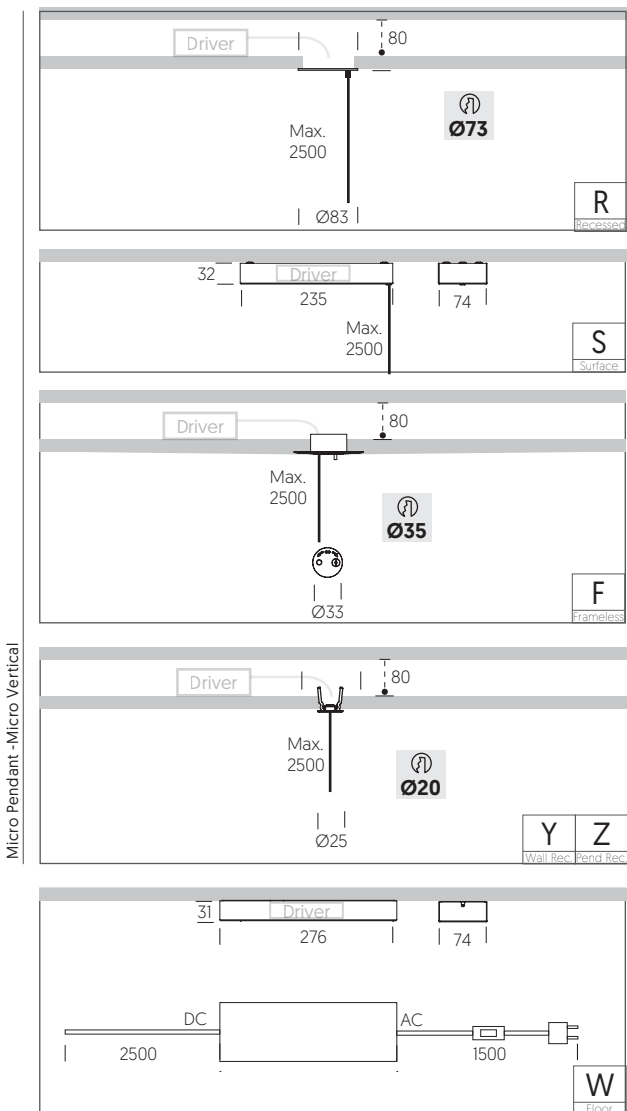 Micro Pendant -Micro Vertical
Driver
80
Max.
2500
Ø73
Ø83
R
Recessed
32
Driver
235
74
Max.
2500
S
Surface
Driver
80
Max.
2500
Ø35
Ø33
F
Frameless
Driver
80
Max.
2500
Ø20
Ø25
Y Z
Wall Rec. Pend Rec.
31
Driver
276
74
DC AC
2500 1500
W
Floor